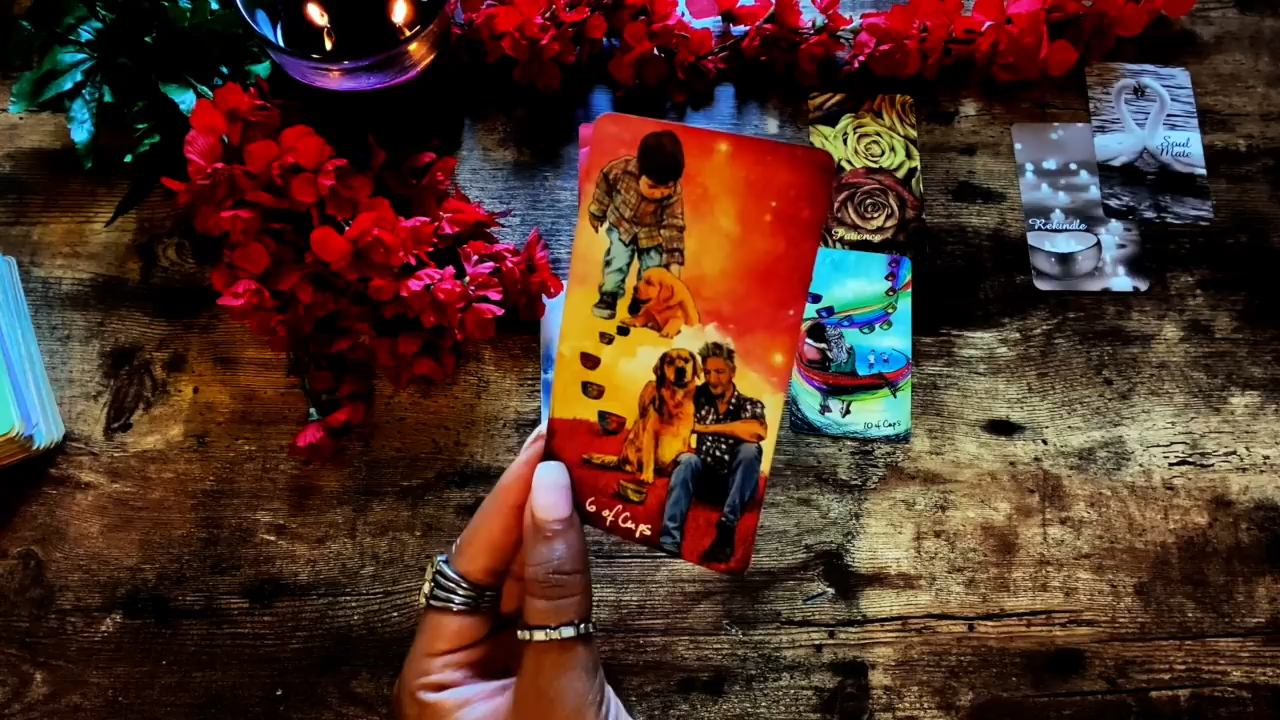 Soul
Mate
Rekindle
Patience
10 of Cups
6 of Cups